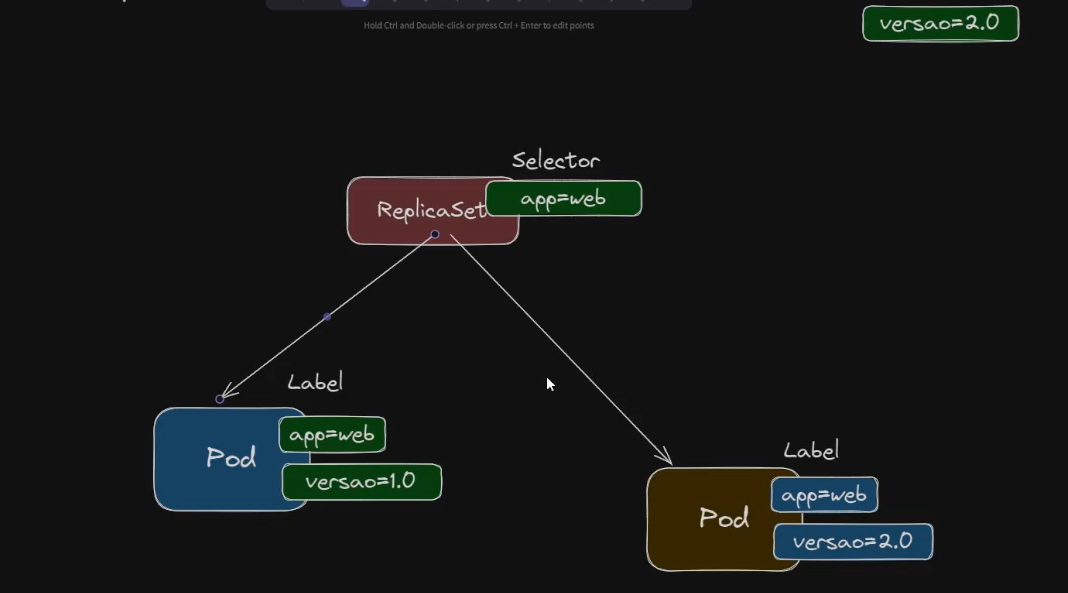 Hold Ctrl and Double-click or press Ctrl + Enter to edit points
versao=2.0
Selector
ReplicaSet
app=web
Label
app=web
Pod
versao=1.0
Label
app=web
Pod
versao=2.0